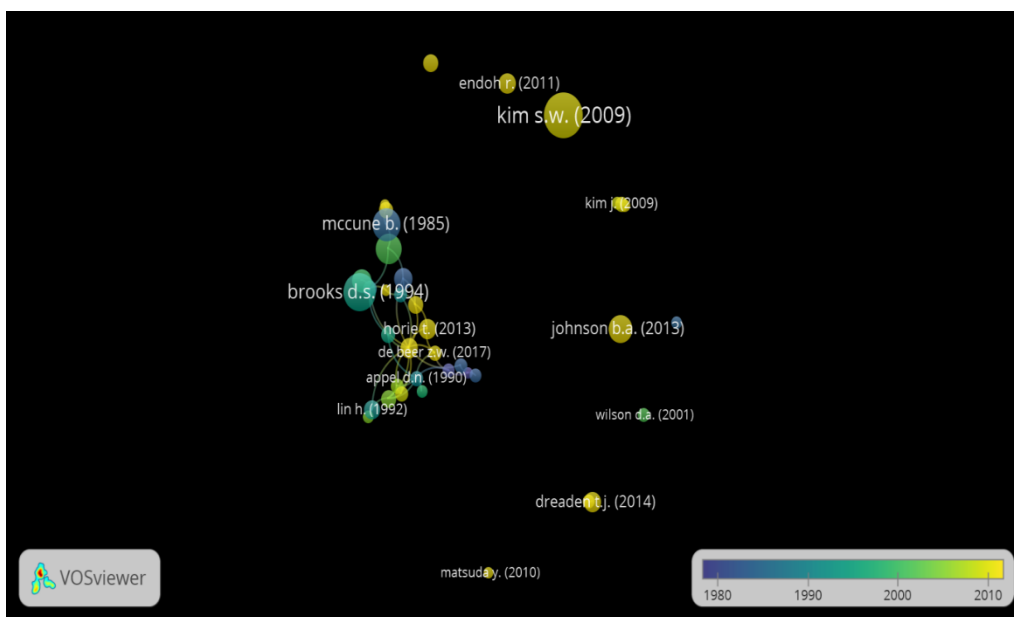 endoh r. (2011)
kim s.w. (2009)
kim j. (2009)
mccune b. (1985)
brooks d.s. (1994)
horie t. (2013)
johnson b.a. (2013)
de beer z.w. (2017)
appel d.n. (1990)
lin h. (1992)
wilson d.a. (2001)
dreaden t.j. (2014)
matsuda y. (2010)
VOSviewer
1980 1990 2000 2010